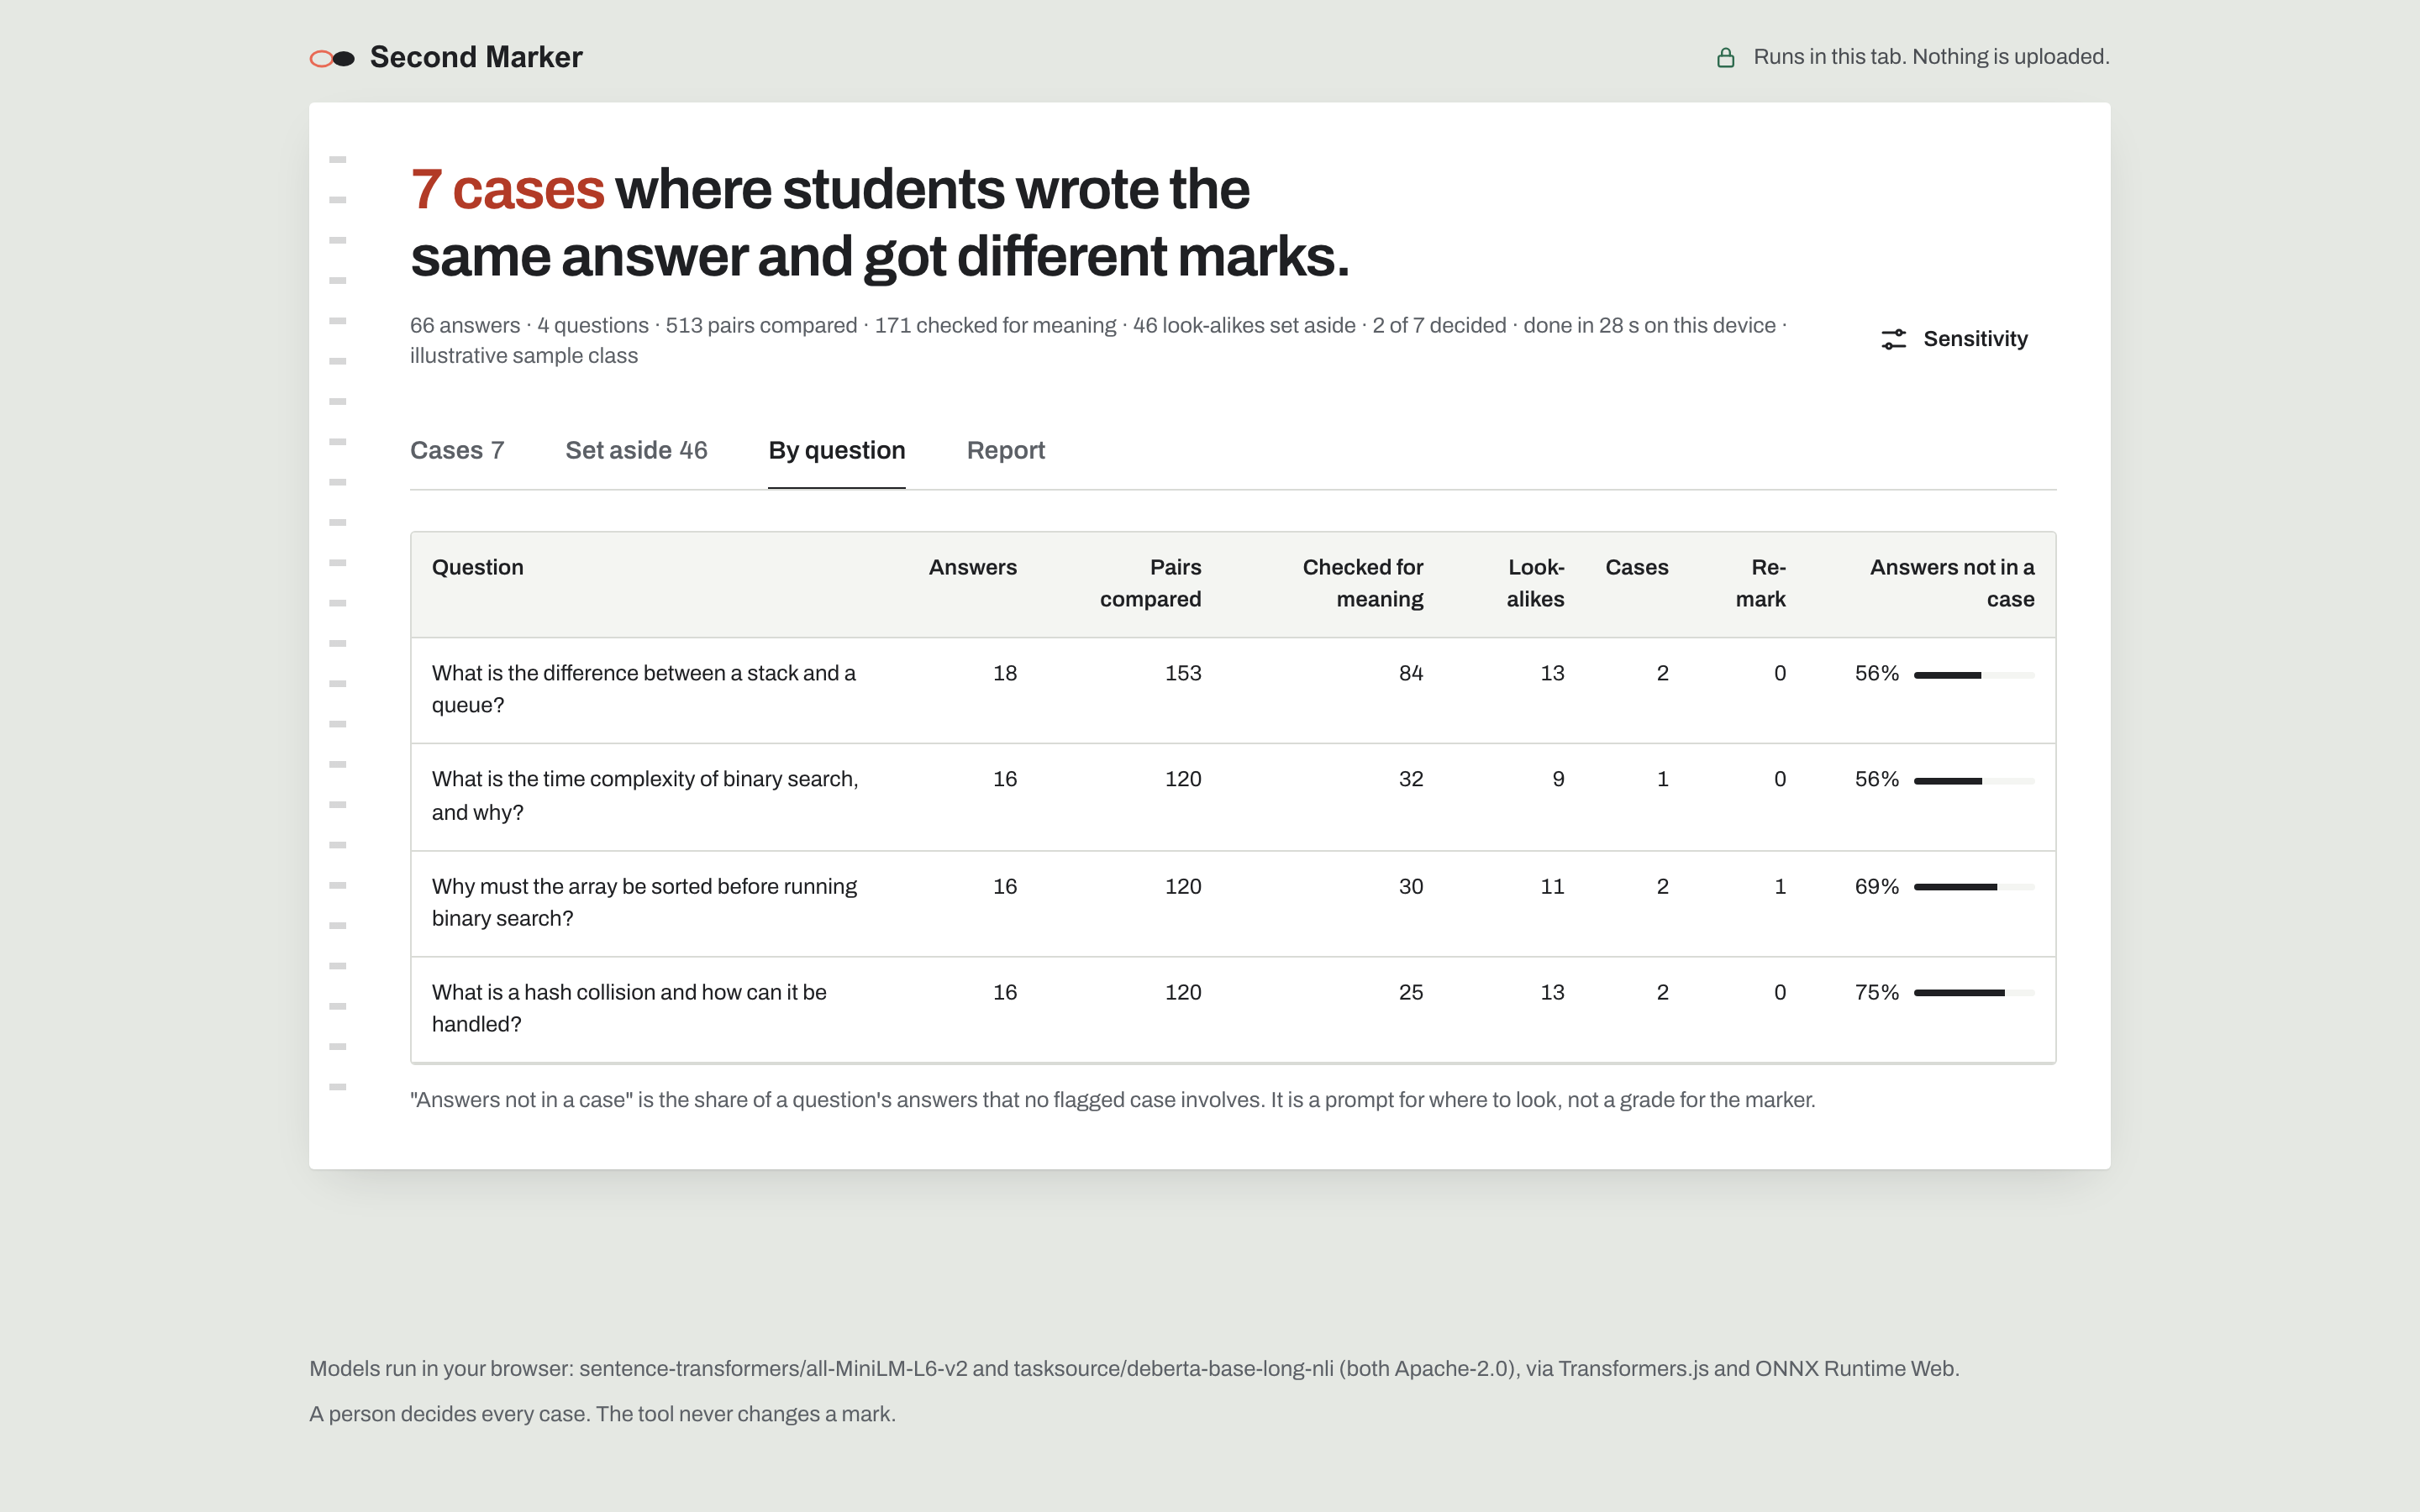 Second Marker
Runs in this tab. Nothing is uploaded.
7 cases where students wrote the
same answer and got different marks.
66 answers · 4 questions · 513 pairs compared · 171 checked for meaning · 46 look-alikes set aside · 2 of 7 decided · done in 28 s on this device ·
illustrative sample class
Sensitivity
Cases 7 Set aside 46 By question Report
Question Answers Pairs compared Checked for meaning Look-alikes Cases Re-mark Answers not in a case
What is the difference between a stack and a
queue?
18 153 84 13 2 0 56%
What is the time complexity of binary search,
and why?
16 120 32 9 1 0 56%
Why must the array be sorted before running
binary search?
16 120 30 11 2 1 69%
What is a hash collision and how can it be
handled?
16 120 25 13 2 0 75%
"Answers not in a case" is the share of a question's answers that no flagged case involves. It is a prompt for where to look, not a grade for the marker.
Models run in your browser: sentence-transformers/all-MiniLM-L6-v2 and tasksource/deberta-base-long-nli (both Apache-2.0), via Transformers.js and ONNX Runtime Web.
A person decides every case. The tool never changes a mark.